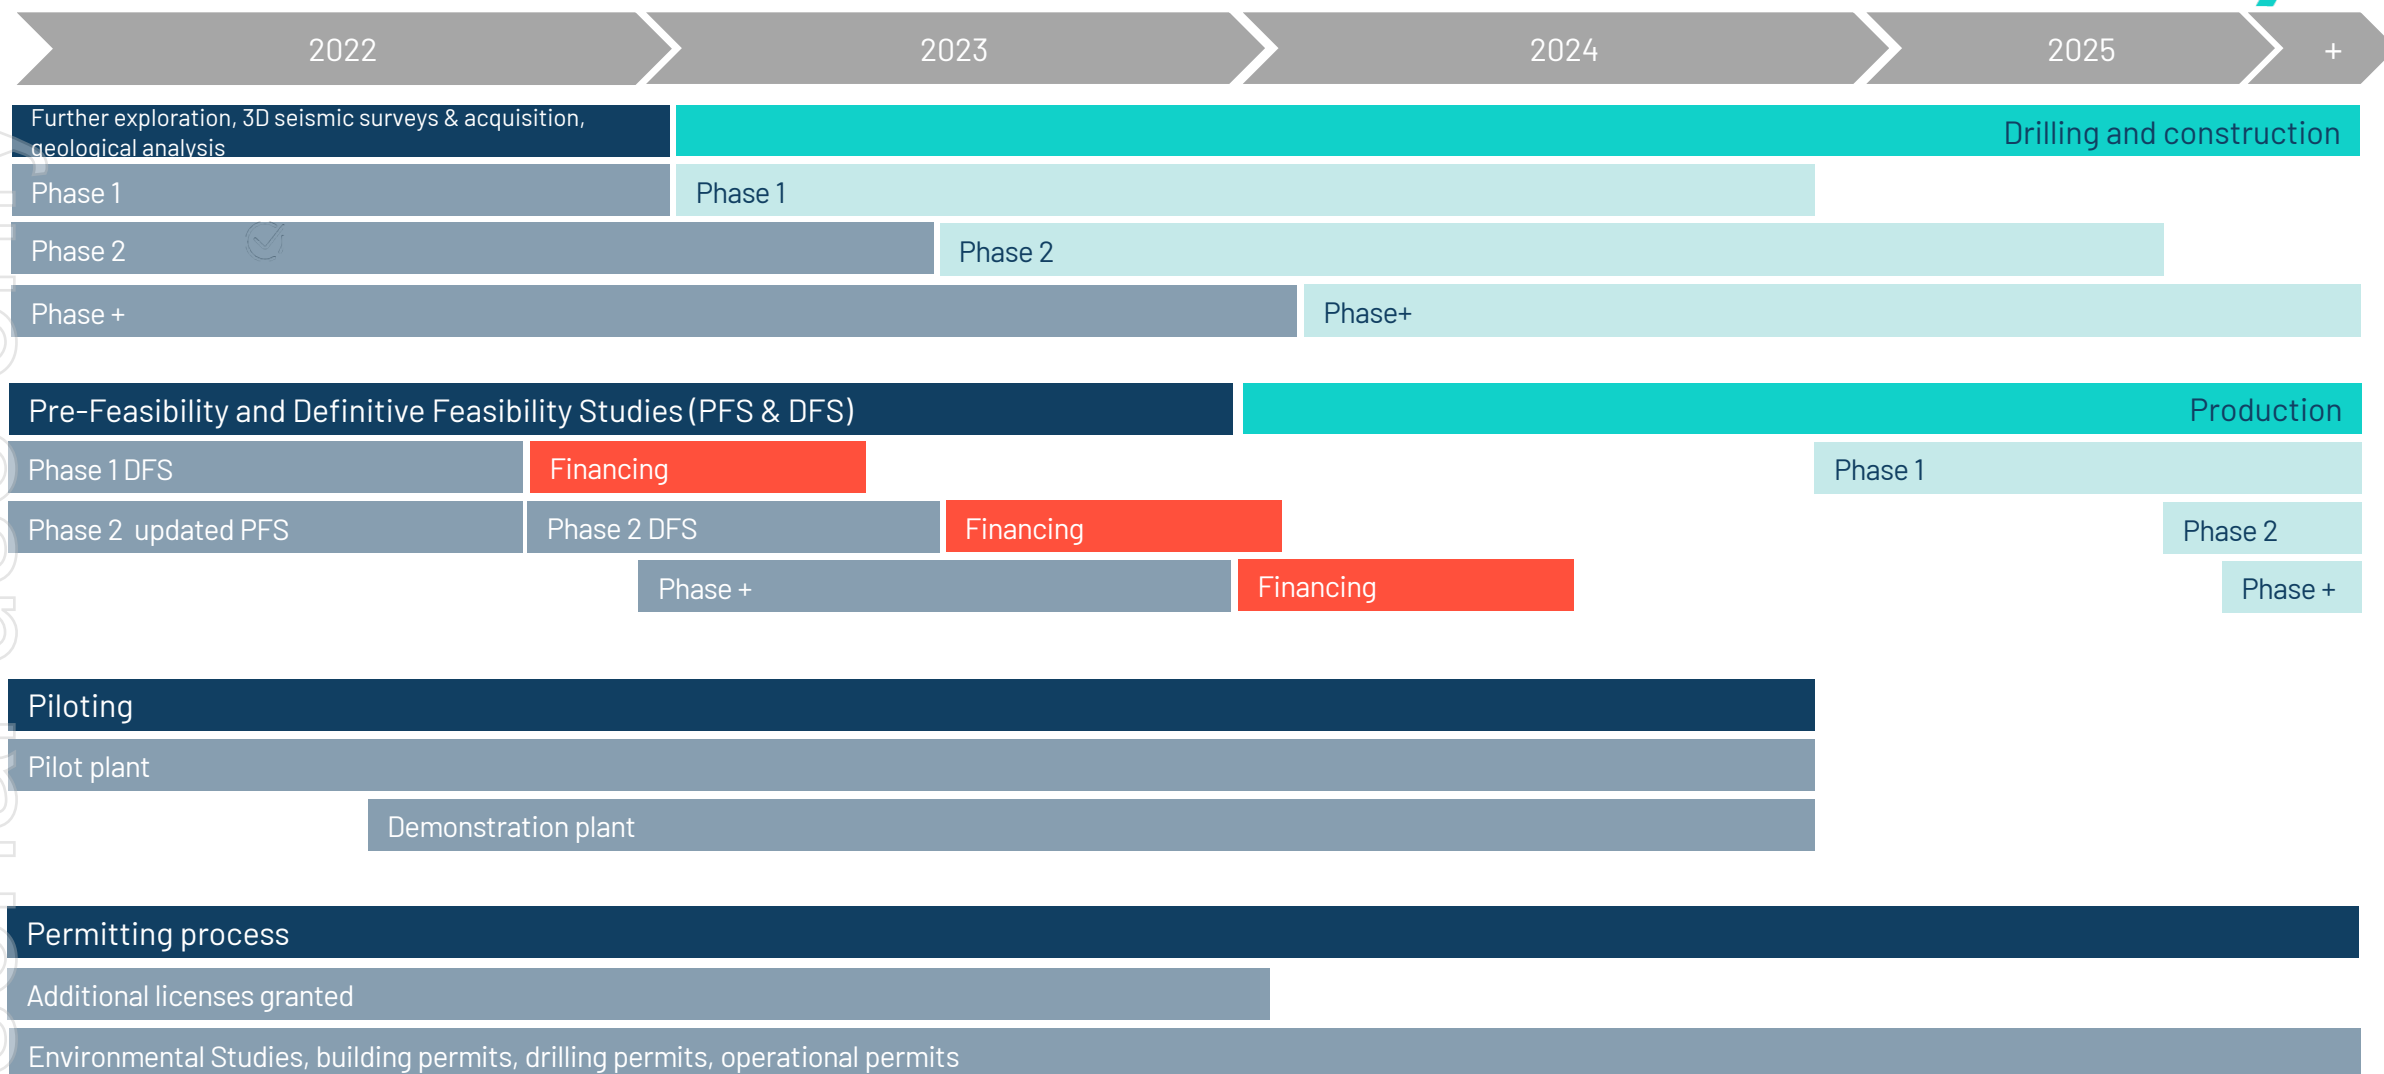 2022
2023
2024
2025
+
Further exploration, 3D seismic surveys & acquisition,
geological analysis
Drilling and construction
Phase 1
Phase 1
Phase 2
Phase 2
Phase +
Phase+
Pre-Feasibility and Definitive Feasibility Studies (PFS & DFS)
Production
Phase 1 DFS
Financing
Phase 1
Phase 2 updated PFS
Phase 2 DFS
Financing
Phase 2
Phase +
Financing
Phase +
Piloting
Pilot plant
Demonstration plant
Permitting process
Additional licenses granted
Environmental Studies, building permits, drilling permits, operational permits